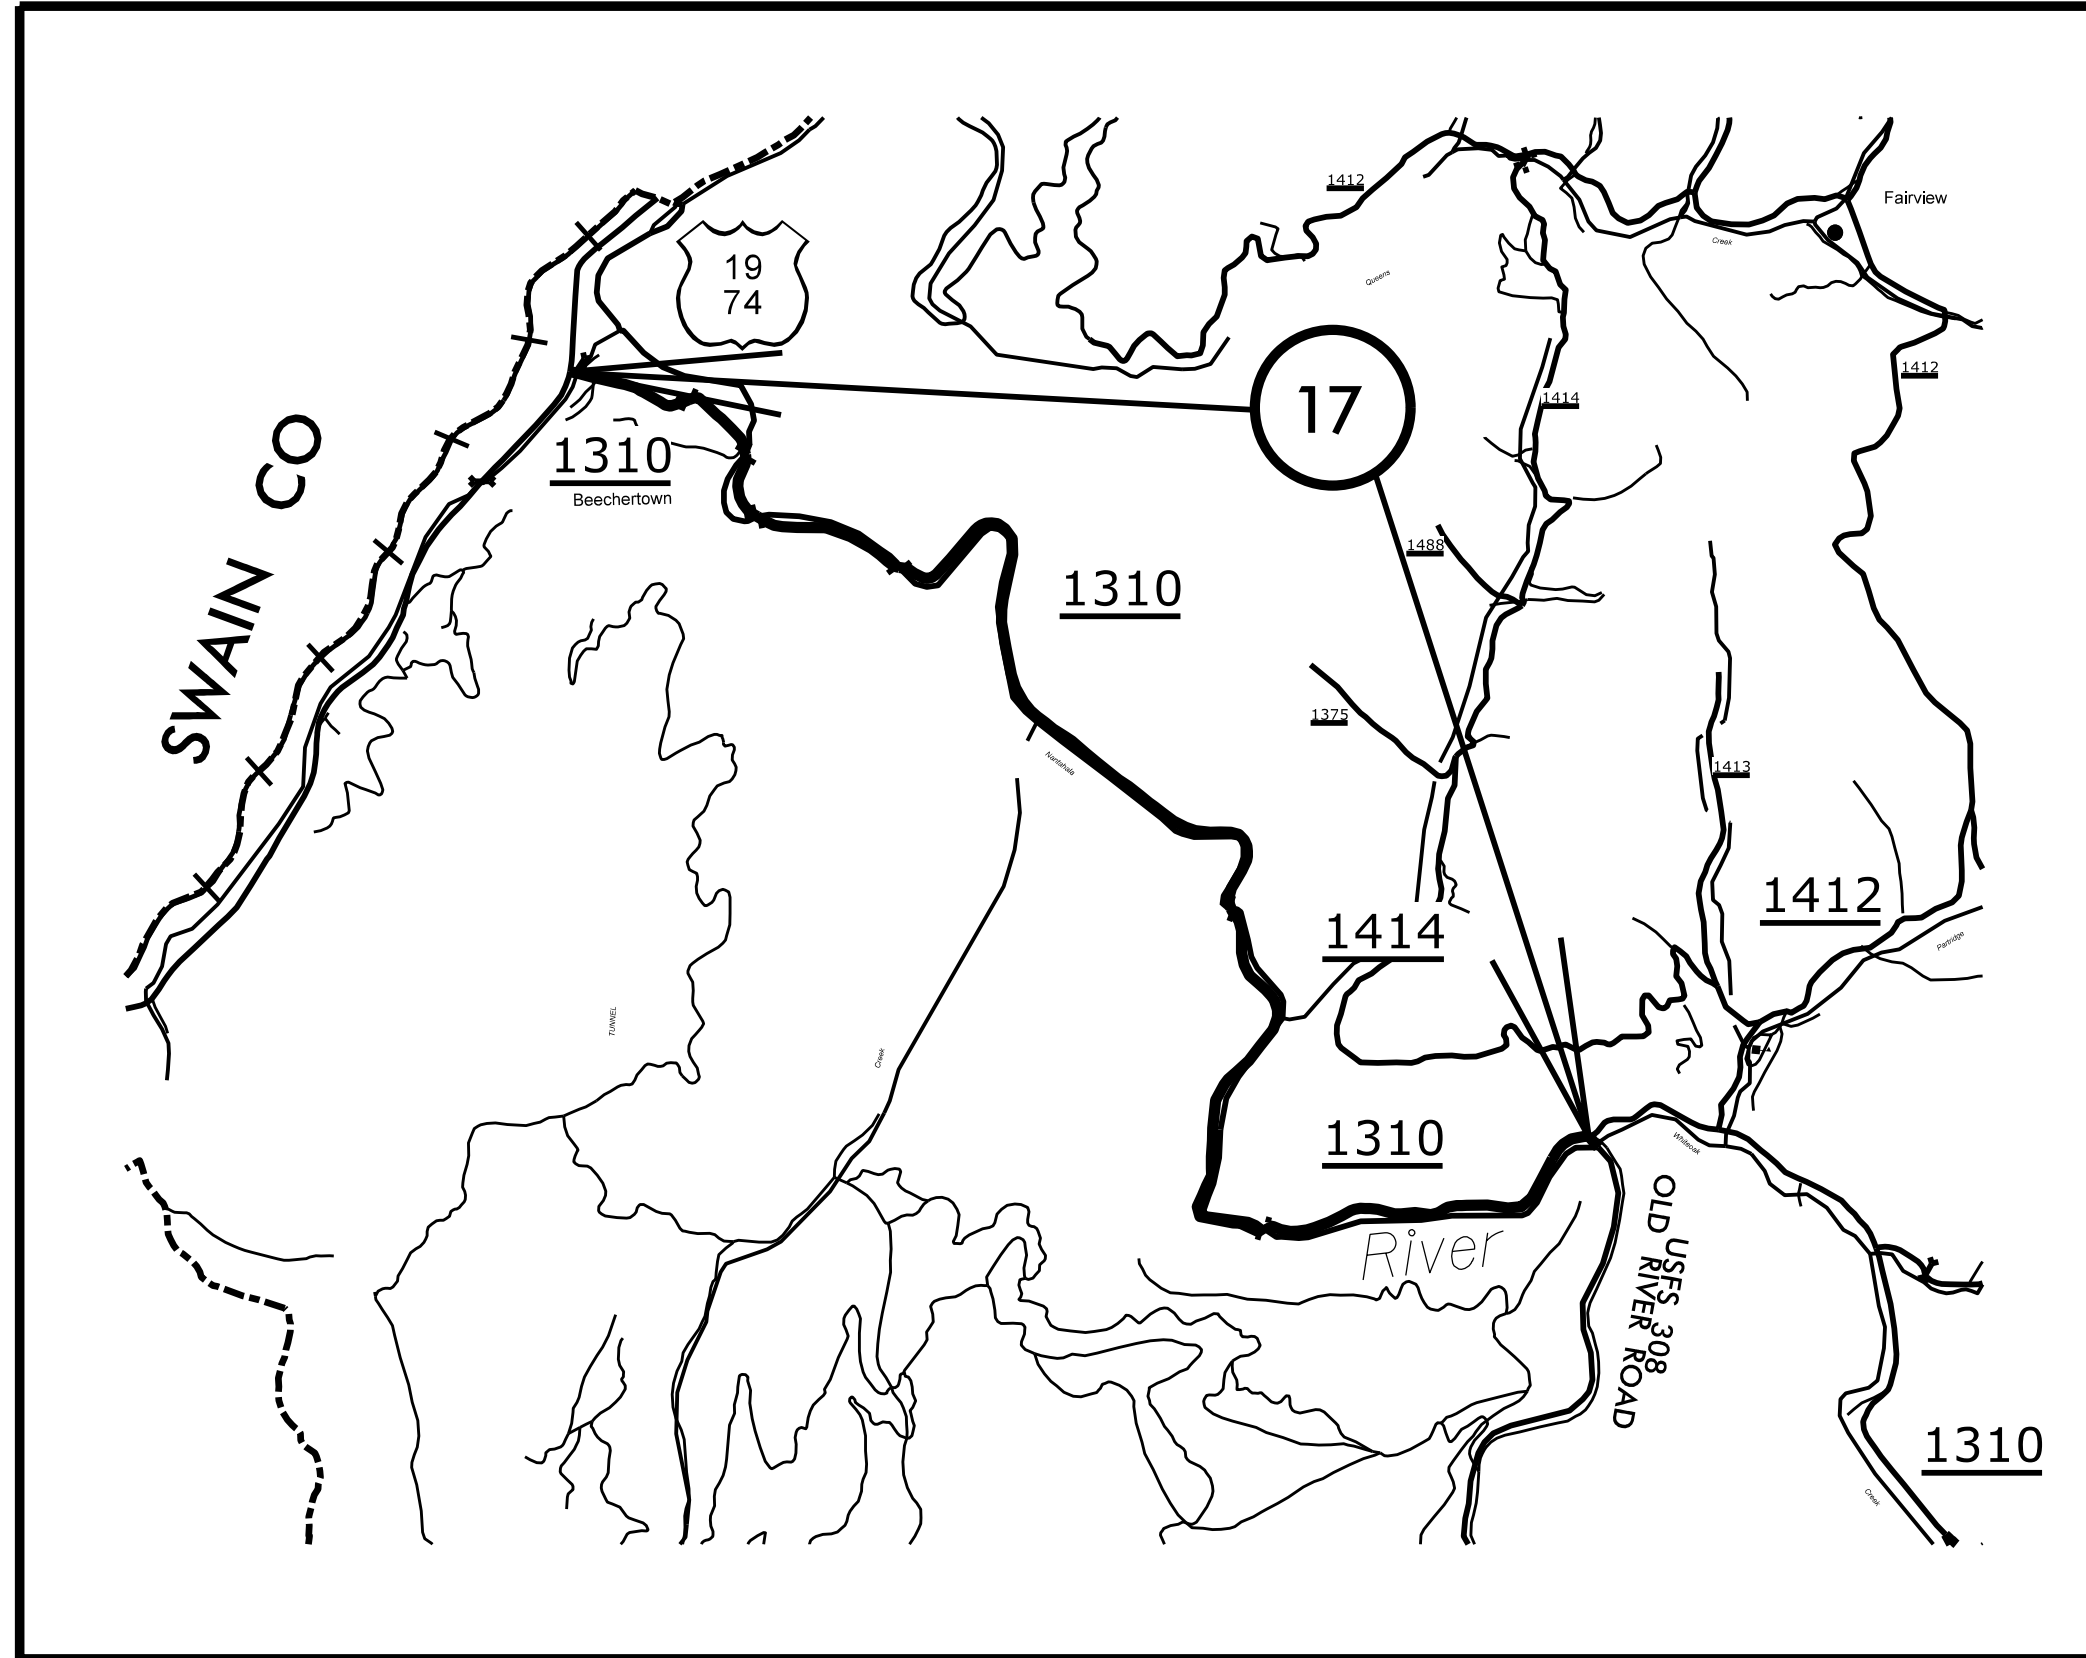 1412
Fairview
Creek
19
74
Queens
17
1412
1414
SWAIN CO
1310
Beechertown
1488
1310
1375
Nantahala
1413
1412
1414
Partridge
TUNNEL
Creek
1310
Whiteoak
River
OLD USFS 308
RIVER ROAD
1310
Creek